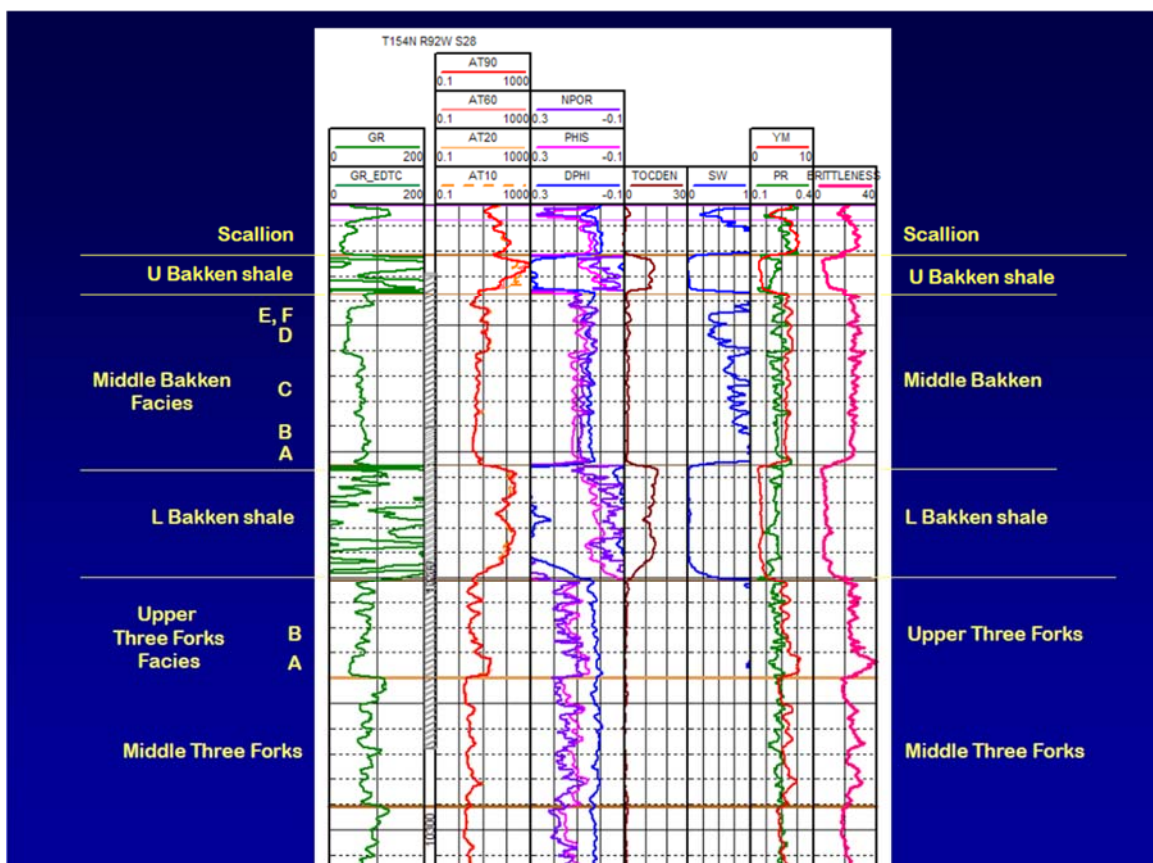 T154N R92W S28
AT90
0.1 1000
AT60 NPOR
0.1 1000 0.3 -0.1
GR AT20 PHIS YM
0 200 0.1 1000 0.3 -0.1 0 10
GR_EDTC AT10 DPHI TOCDEN SW PR BRITTLENESS
0 200 0.1 1000 0.3 -0.1 0 30 0 1 0.1 0.4 0 40
Scallion Scallion
U Bakken shale U Bakken shale
E, F
D
Middle Bakken Middle Bakken
Facies C
B
A
L Bakken shale L Bakken shale
Upper
Three Forks B Upper Three Forks
Facies A
Middle Three Forks Middle Three Forks
10300